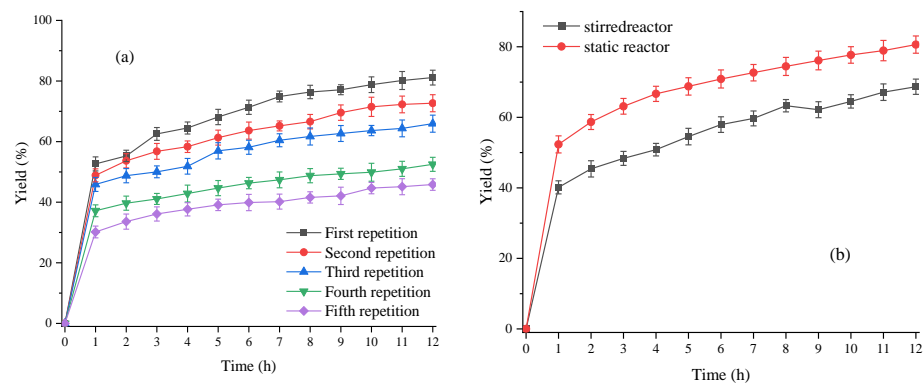 (a)
Yield (%)
100
80
60
40
20
0
First repetition
Second repetition
Third repetition
Fourth repetition
Fifth repetition
0 1 2 3 4 5 6 7 8 9 10 11 12
Time (h)
stirredreactor
static reactor
Yield (%)
80
60
40
20
0
(b)
0 1 2 3 4 5 6 7 8 9 10 11 12
Time (h)